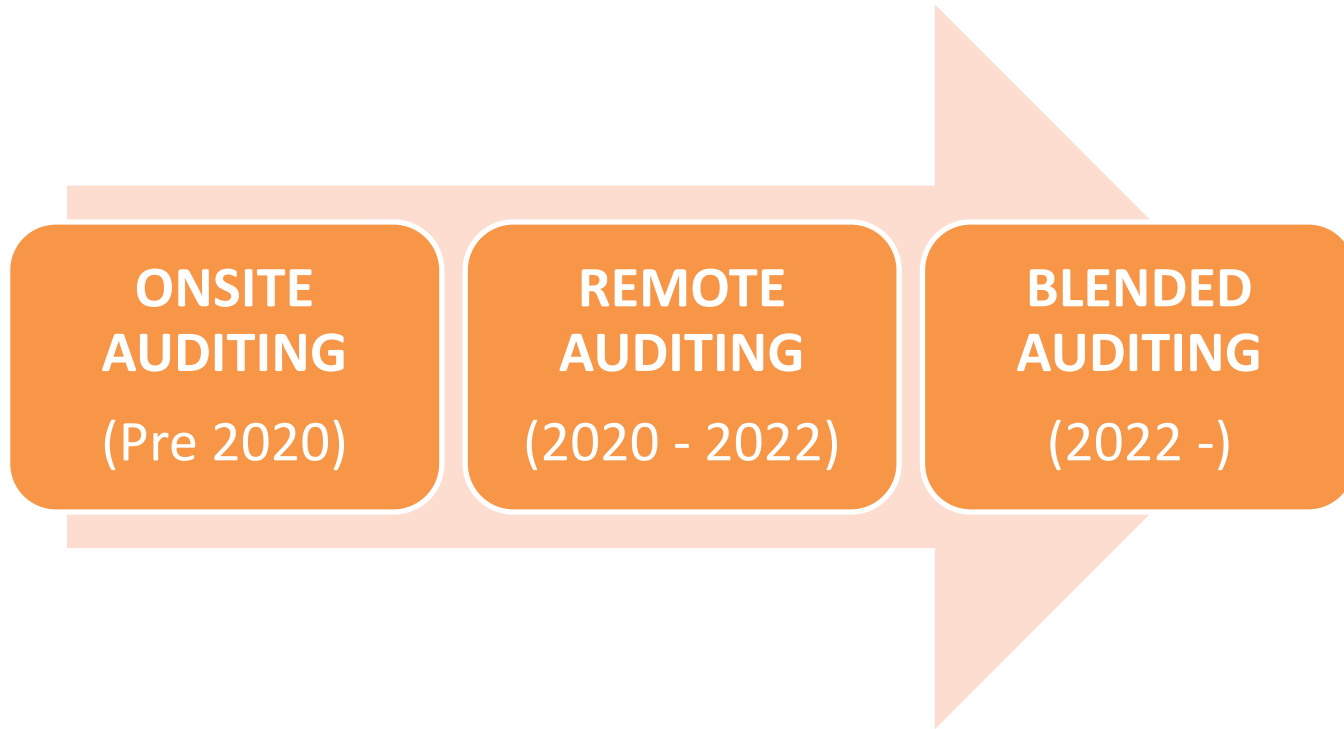 ONSITE
AUDITING
(Pre 2020)
REMOTE
AUDITING
(2020 - 2022)
BLENDED
AUDITING
(2022 -)